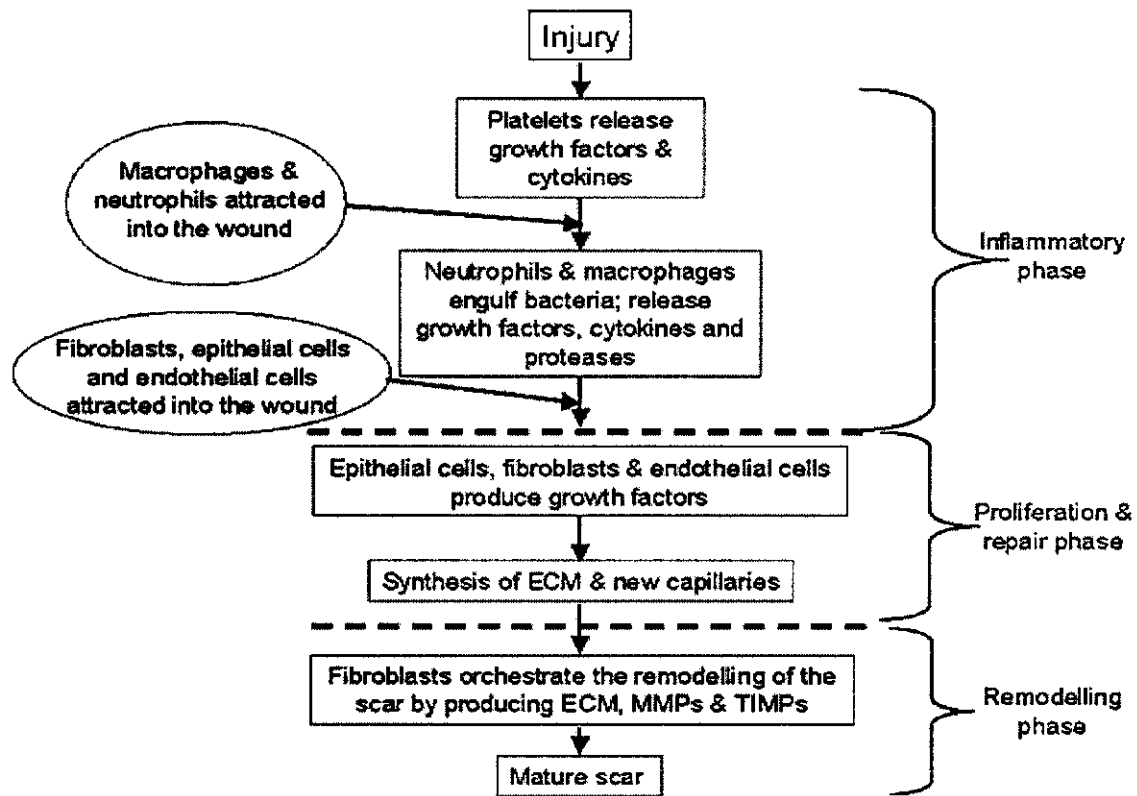 Injury
Platelets release
growth factors &
cytokines
Macrophages &
neutrophils attracted
into the wound
Neutrophils & macrophages
engulf bacteria; release
growth factors, cytokines and
proteases
Inflammatory
phase
Fibroblasts, epithelial cells
and endothelial cells
attracted into the wound
Epithelial cells, fibroblasts & endothelial cells
produce growth factors
Synthesis of ECM & new capillaries
Proliferation &
repair phase
Fibroblasts orchestrate the remodelling of the
scar by producing ECM, MMPs & TIMPs
Remodelling
phase
Mature scar